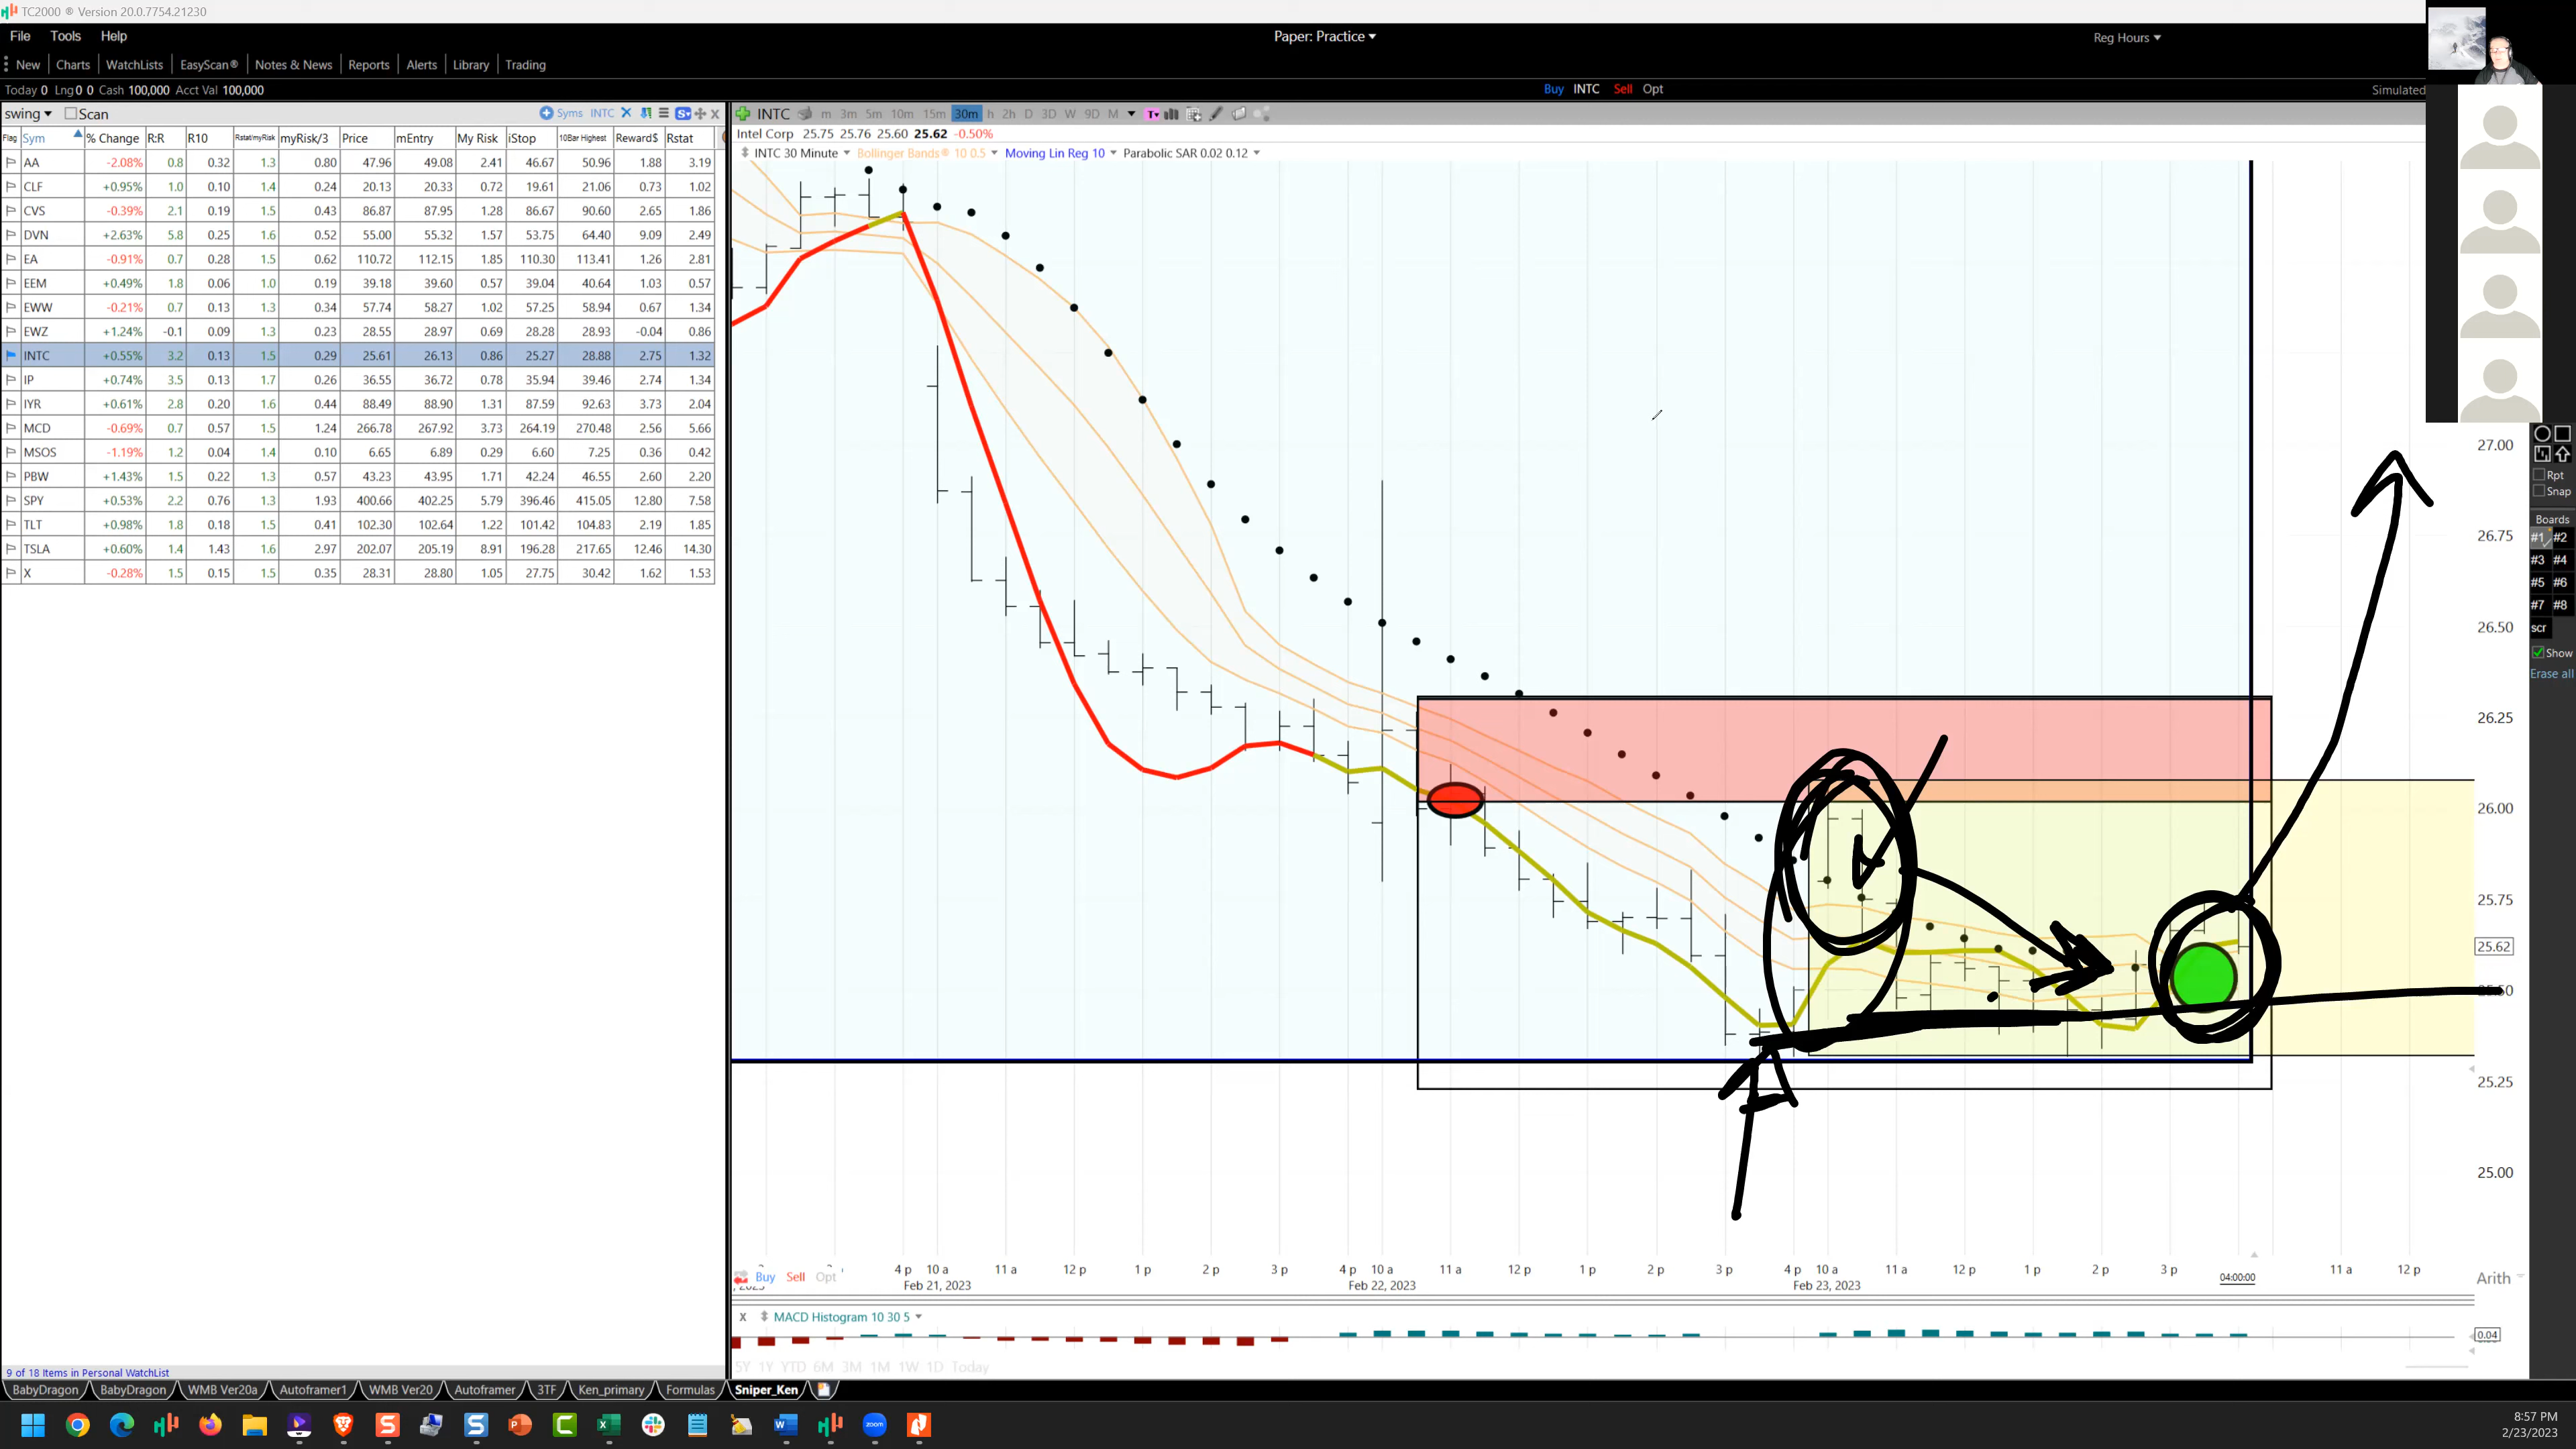 TC2000 ® Version 20.0.7754.21230
File Tools Help Paper: Practice Reg Hours
New Charts WatchLists EasyScan® Notes & News Reports Alerts Library Trading
Today 0 Lng 0 0 Cash 100,000 Acct Val 100,000 Buy INTC Sell Opt Simulated
swing Scan Syms INTC
Flag Sym % Change R:R R10 Rstat/myRisk myRisk/3 Price mEntry My Risk iStop 10Bar Highest Reward$ Rstat
AA -2.08% 0.8 0.32 1.3 0.80 47.96 49.08 2.41 46.67 50.96 1.88 3.19
CLF +0.95% 1.0 0.10 1.4 0.24 20.13 20.33 0.72 19.61 21.06 0.73 1.02
CVS -0.39% 2.1 0.19 1.5 0.43 86.87 87.95 1.28 86.67 90.60 2.65 1.86
DVN +2.63% 5.8 0.25 1.6 0.52 55.00 55.32 1.57 53.75 64.40 9.09 2.49
EA -0.91% 0.7 0.28 1.5 0.62 110.72 112.15 1.85 110.30 113.41 1.26 2.81
EEM +0.49% 1.8 0.06 1.0 0.19 39.18 39.60 0.57 39.04 40.64 1.03 0.57
EWW -0.21% 0.7 0.13 1.3 0.34 57.74 58.27 1.02 57.25 58.94 0.67 1.34
EWZ +1.24% -0.1 0.09 1.3 0.23 28.55 28.97 0.69 28.28 28.93 -0.04 0.86
INTC +0.55% 3.2 0.13 1.5 0.29 25.61 26.13 0.86 25.27 28.88 2.75 1.32
IP +0.74% 3.5 0.13 1.7 0.26 36.55 36.72 0.78 35.94 39.46 2.74 1.34
IYR +0.61% 2.8 0.20 1.6 0.44 88.49 88.90 1.31 87.59 92.63 3.73 2.04
MCD -0.69% 0.7 0.57 1.5 1.24 266.78 267.92 3.73 264.19 270.48 2.56 5.66
MSOS -1.19% 1.2 0.04 1.4 0.10 6.65 6.89 0.29 6.60 7.25 0.36 0.42
PBW +1.43% 1.5 0.22 1.3 0.57 43.23 43.95 1.71 42.24 46.55 2.60 2.20
SPY +0.53% 2.2 0.76 1.3 1.93 400.66 402.25 5.79 396.46 415.05 12.80 7.58
TLT +0.98% 1.8 0.18 1.5 0.41 102.30 102.64 1.22 101.42 104.83 2.19 1.85
TSLA +0.60% 1.4 1.43 1.6 2.97 202.07 205.19 8.91 196.28 217.65 12.46 14.30
X -0.28% 1.5 0.15 1.5 0.35 28.31 28.80 1.05 27.75 30.42 1.62 1.53
9 of 18 Items in Personal WatchList
INTC m 3m 5m 10m 15m 30m h 2h D 3D W 9D M
Intel Corp 25.75 25.76 25.60 25.62 -0.50%
INTC 30 Minute Bollinger Bands® 10 0.5 Moving Lin Reg 10 Parabolic SAR 0.02 0.12
27.00
26.75
26.50
26.25
26.00
25.75
25.62
25.50
25.25
25.00
Rpt
Snap
Boards
#1 #2
#3 #4
#5 #6
#7 #8
scr
Show
Erase all
4 p 10 a 11 a 12 p 1 p 2 p 3 p 4 p 10 a 11 a 12 p 1 p 2 p 3 p 4 p 10 a 11 a 12 p 1 p 2 p 3 p 04:00:00 11 a 12 p
Feb 21, 2023 Feb 22, 2023 Feb 23, 2023
Buy Sell Opt
Arith
X MACD Histogram 10 30 5
0.04
5Y 1Y YTD 6M 3M 1M 1W 1D Today
BabyDragon BabyDragon WMB Ver20a Autoframer1 WMB Ver20 Autoframer 3TF Ken_primary Formulas Sniper_Ken
zoom
8:57 PM
2/23/2023